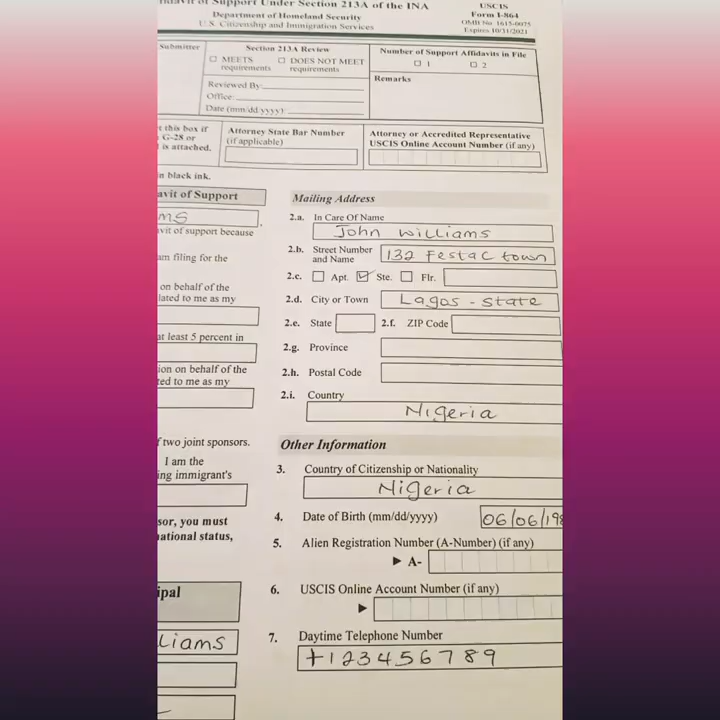 davit of Support Under Section 213A of the INA
Department of Homeland Security
U.S. Citizenship and Immigration Services
USCIS
Form I-864
OMB No. 1615-0075
Expires 10/31/2021
Submitter
Section 213A Review
☐ MEETS requirements
☐ DOES NOT MEET requirements
Reviewed By:
Office:
Date (mm/dd/yyyy):
Number of Support Affidavits in File
☐ 1 ☐ 2
Remarks
t this box if
G-28 or
l is attached.
Attorney State Bar Number
(if applicable)
Attorney or Accredited Representative
USCIS Online Account Number (if any)
in black ink.
avit of Support
ms
avit of support because
am filing for the
on behalf of the
lated to me as my
at least 5 percent in
ion on behalf of the
ted to me as my
f two joint sponsors.
I am the
ing immigrant's
sor, you must
national status,
ipal
lliams
Mailing Address
2.a. In Care Of Name
John williams
2.b. Street Number and Name
132 Festac town
2.c. ☐ Apt. ☑ Ste. ☐ Flr.
2.d. City or Town
Lagos - state
2.e. State
2.f. ZIP Code
2.g. Province
2.h. Postal Code
2.i. Country
Nigeria
Other Information
3. Country of Citizenship or Nationality
Nigeria
4. Date of Birth (mm/dd/yyyy)
06/06/198
5. Alien Registration Number (A-Number) (if any)
► A-
6. USCIS Online Account Number (if any)
►
7. Daytime Telephone Number
+123456789